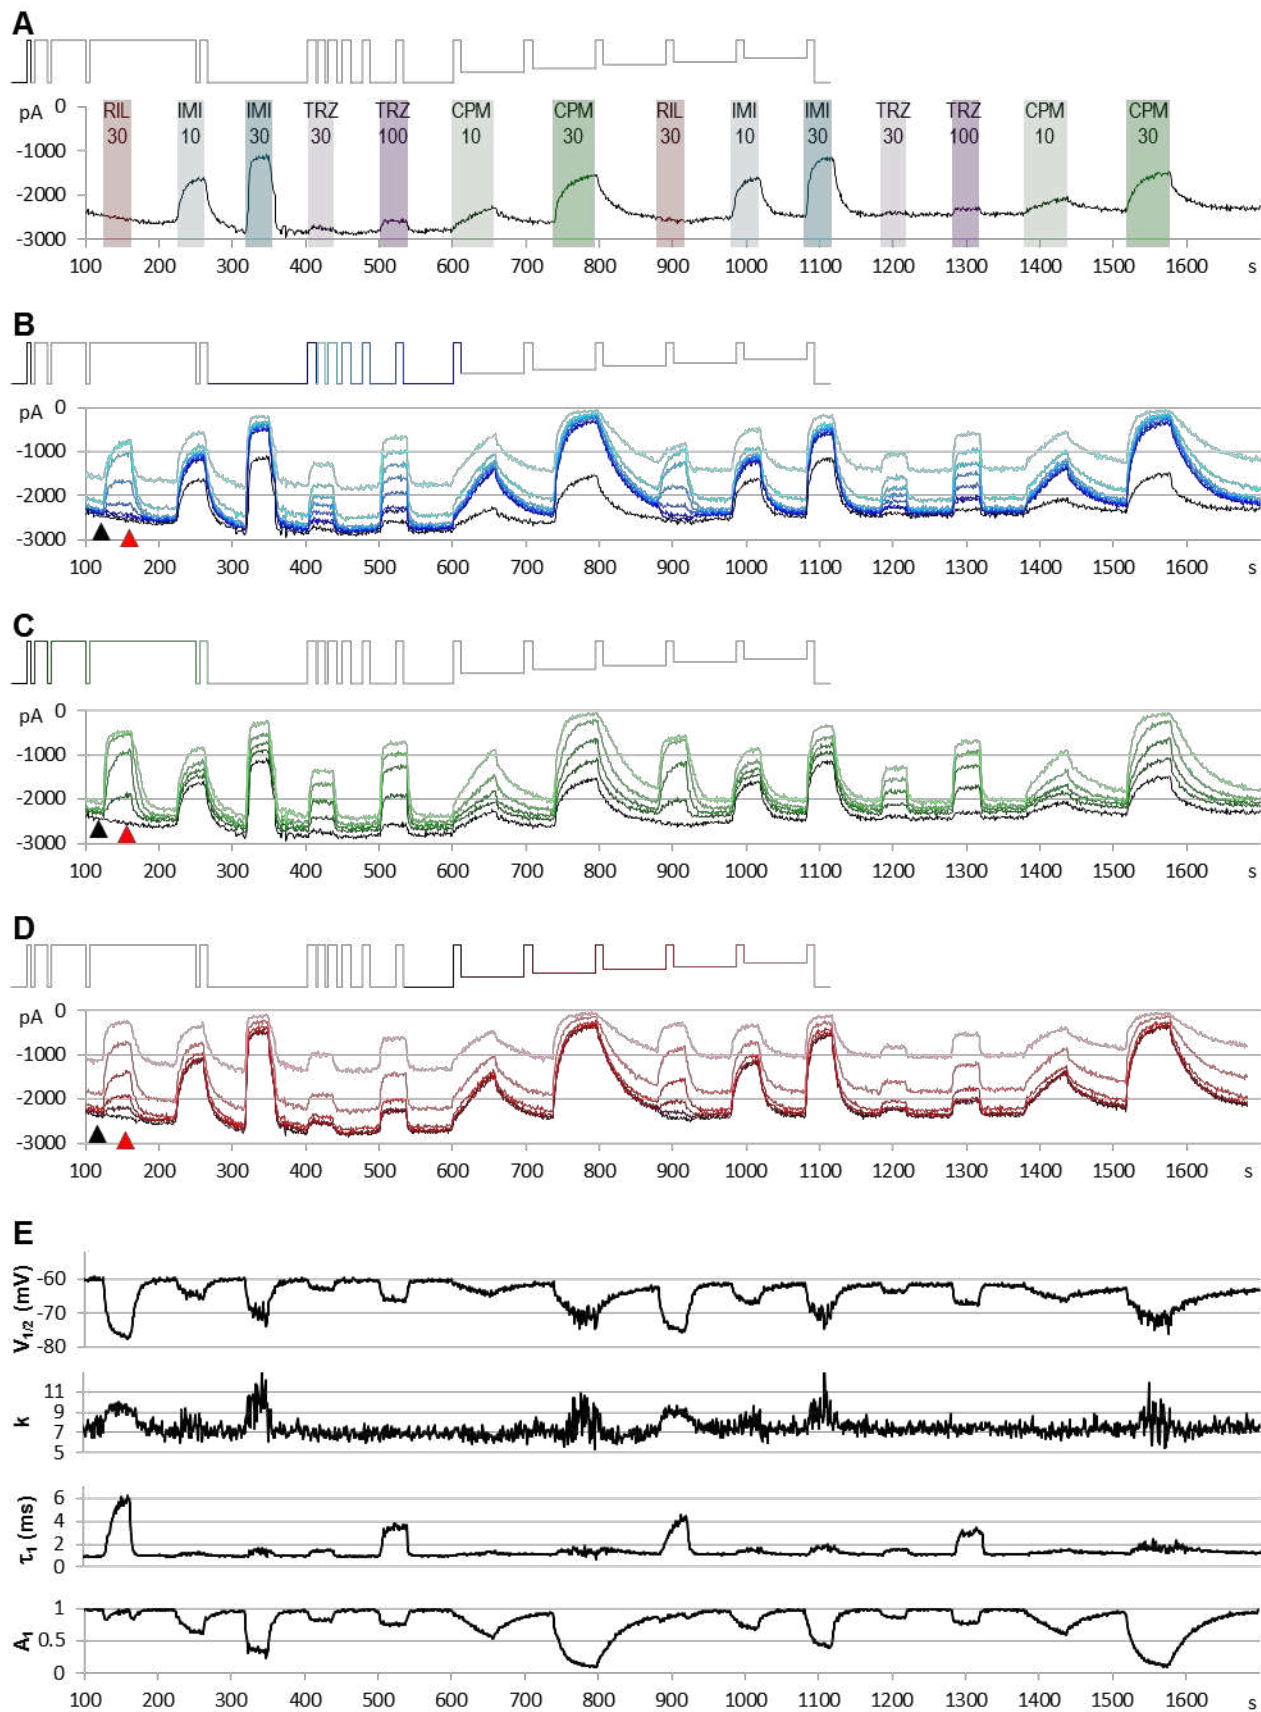 A
pA
0
RIL IMI IMI TRZ TRZ CPM CPM RIL IMI IMI TRZ TRZ CPM CPM
30 10 30 30 100 10 30 30 10 30 30 100 10 30
-1000
-2000
-3000
100 200 300 400 500 600 700 800 900 1000 1100 1200 1300 1400 1500 1600 s
B
pA
0
-1000
-2000
-3000
100 200 300 400 500 600 700 800 900 1000 1100 1200 1300 1400 1500 1600 s
C
pA
0
-1000
-2000
-3000
100 200 300 400 500 600 700 800 900 1000 1100 1200 1300 1400 1500 1600 s
D
pA
0
-1000
-2000
-3000
100 200 300 400 500 600 700 800 900 1000 1100 1200 1300 1400 1500 1600 s
E
V1/2 (mV)
-60
-70
-80
k
11
9
7
5
τ1 (ms)
6
4
2
0
A1
1
0.5
0
100 200 300 400 500 600 700 800 900 1000 1100 1200 1300 1400 1500 1600 s